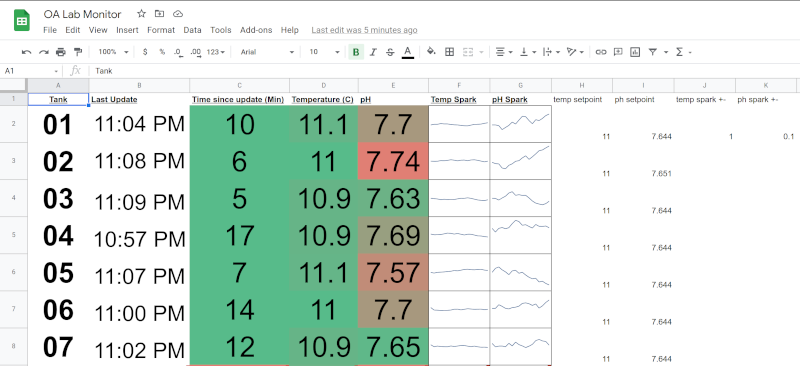 OA Lab Monitor
File Edit View Insert Format Data Tools Add-ons Help Last edit was 5 minutes ago
100% $ % .0 .00 123 Arial 10 B I S A
A1 fx Tank
A B C D E F G H I J K
1 Tank Last Update Time since update (Min) Temperature (C) pH Temp Spark pH Spark temp setpoint ph setpoint temp spark +- ph spark +-
2 01 11:04 PM 10 11.1 7.7 11 7.644 1 0.1
3 02 11:08 PM 6 11 7.74 11 7.651
4 03 11:09 PM 5 10.9 7.63 11 7.644
5 04 10:57 PM 17 10.9 7.69 11 7.644
6 05 11:07 PM 7 11.1 7.57 11 7.644
7 06 11:00 PM 14 11 7.7 11 7.644
8 07 11:02 PM 12 10.9 7.65 11 7.644